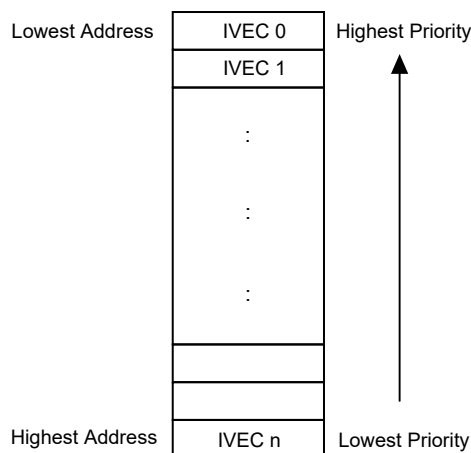 Lowest Address IVEC 0 Highest Priority
IVEC 1
:
:
:
Highest Address IVEC n Lowest Priority